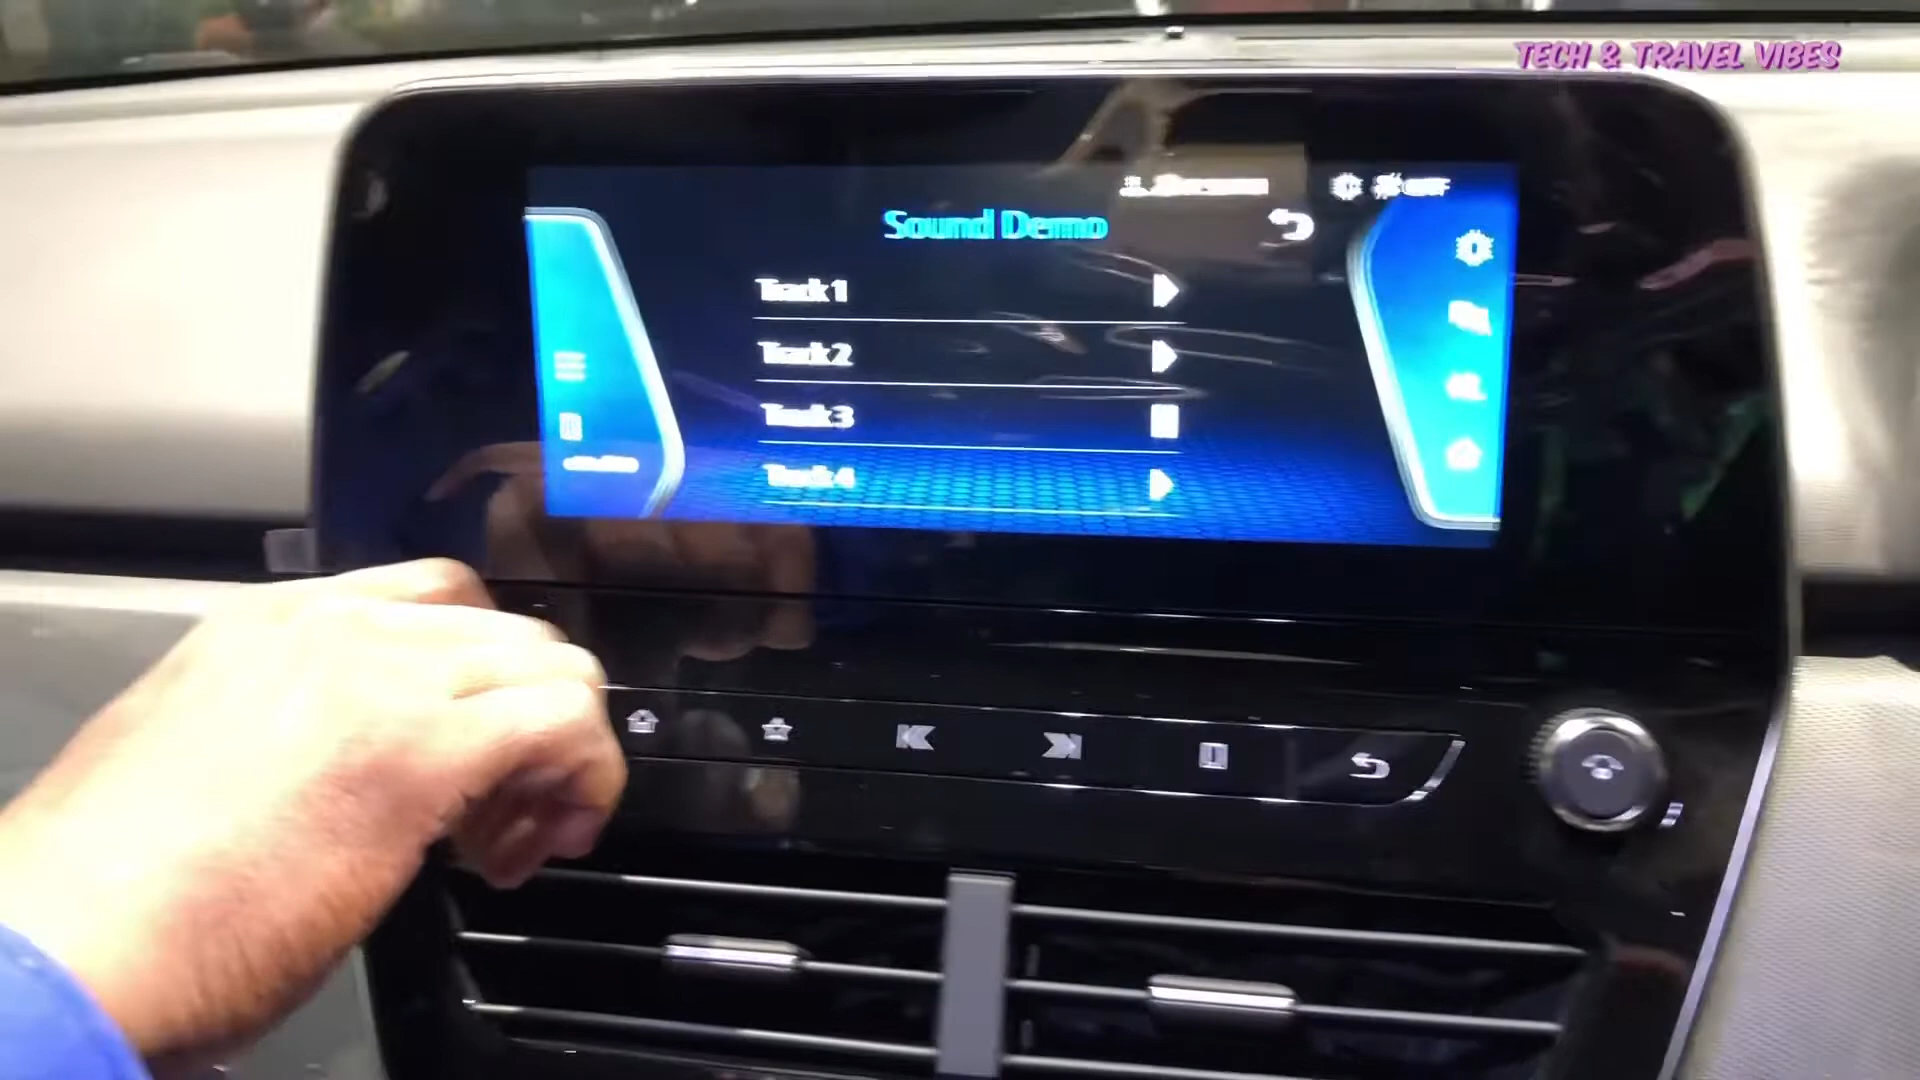 TECH & TRAVEL VIBES
Sound Demo
Track 1
Track 2
Track 3
Track 4